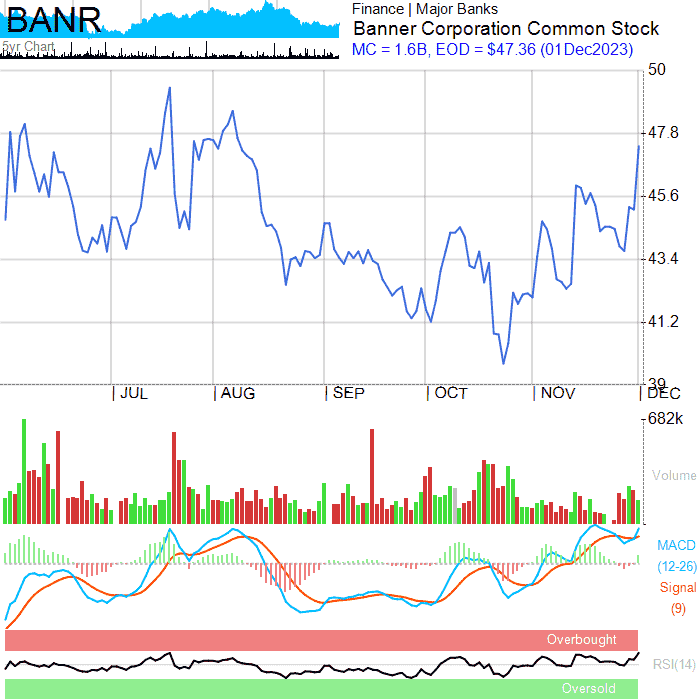 BANR
5yr Chart
Finance | Major Banks
Banner Corporation Common Stock
MC = 1.6B, EOD = $47.36 (01Dec2023)
50
47.8
45.6
43.4
41.2
39
JUL AUG SEP OCT NOV DEC
682k
Volume
MACD
(12-26)
Signal
(9)
Overbought
RSI(14)
Oversold